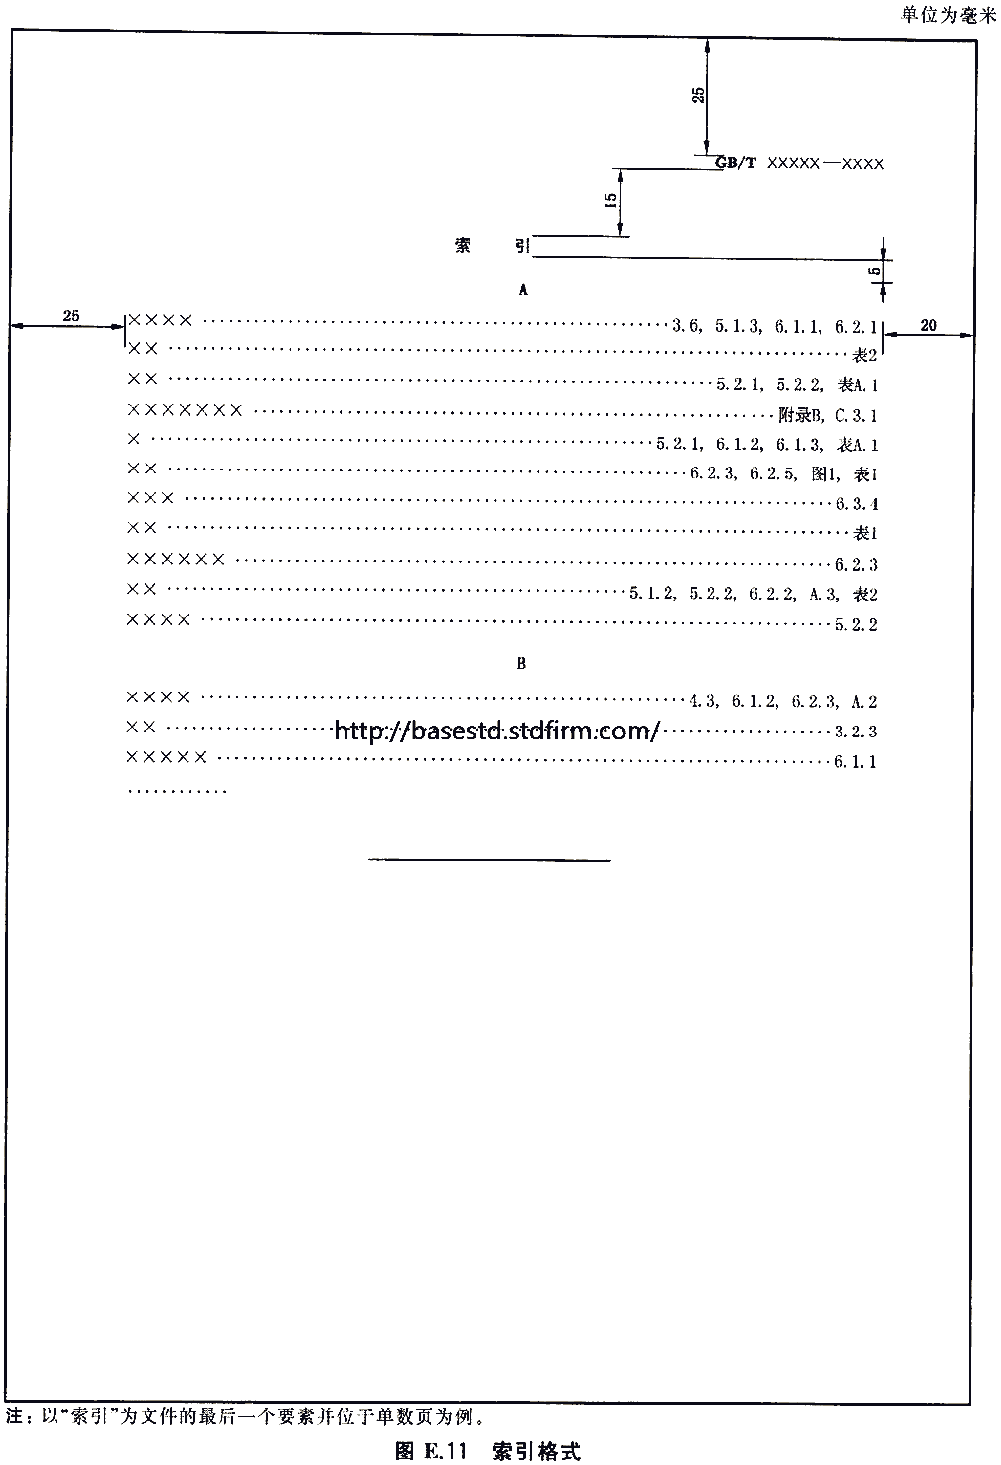 单位为毫米
25
GB/T ×××××—××××
15
索 引
5
A
25
20
×××× ······ 3.6, 5.1.3, 6.1.1, 6.2.1
×× ······ 表2
×× ······ 5.2.1, 5.2.2, 表A.1
××××××× ······ 附录B, C.3.1
× ······ 5.2.1, 6.1.2, 6.1.3, 表A.1
×× ······ 6.2.3, 6.2.5, 图1, 表1
××× ······ 6.3.4
×× ······ 表1
×××××× ······ 6.2.3
×× ······ 5.1.2, 5.2.2, 6.2.2, A.3, 表2
×××× ······ 5.2.2
B
×××× ······ 4.3, 6.1.2, 6.2.3, A.2
×× ······ 3.2.3
http://basestd.stdfirm.com/
××××× ······ 6.1.1
············
注：以“索引”为文件的最后一个要素并位于单数页为例。
图 E.11 索引格式